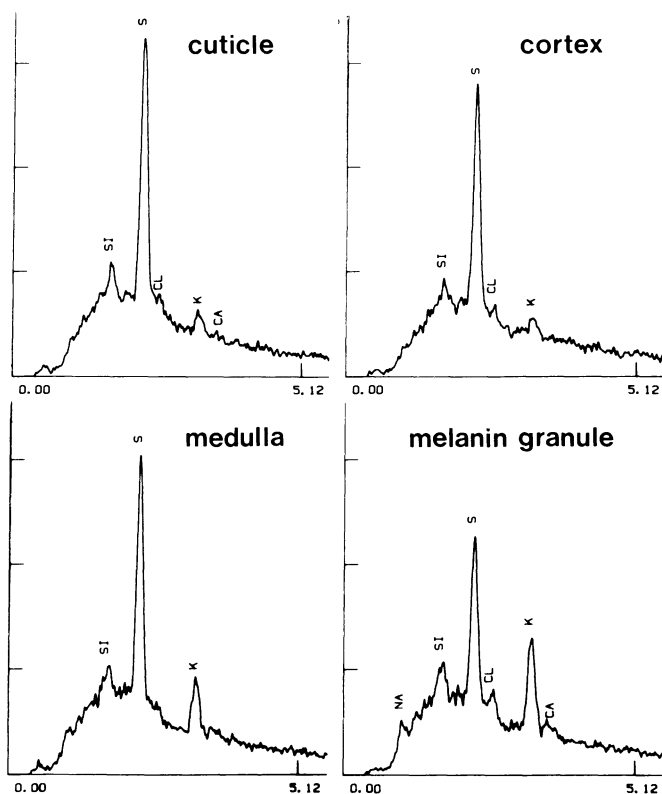 cuticle
S
SI
CL
K
CA
0.00
5.12
cortex
S
SI
CL
K
0.00
5.12
medulla
S
SI
K
0.00
5.12
melanin granule
S
K
SI
CL
NA
CA
0.00
5.12